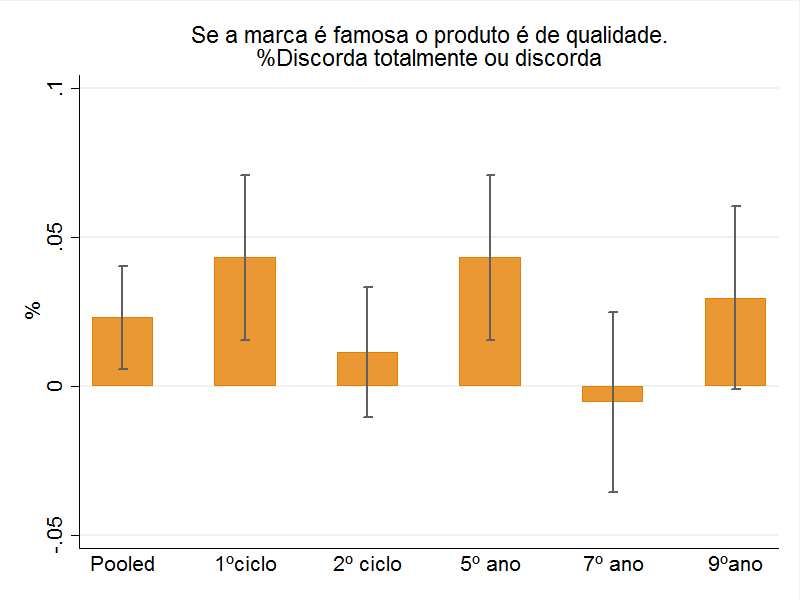 Se a marca é famosa o produto é de qualidade.
%Discorda totalmente ou discorda
.1
.05
0
-.05
%
Pooled 1ºciclo 2º ciclo 5º ano 7º ano 9ºano